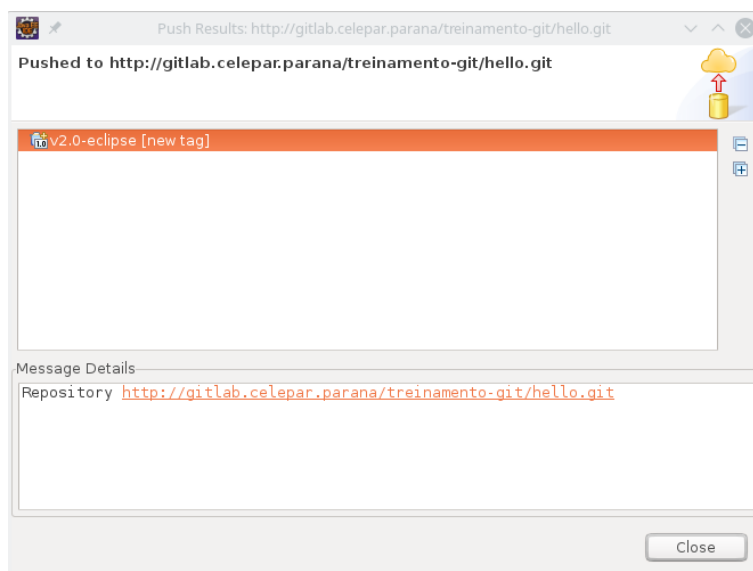 Push Results: http://gitlab.celepar.parana/treinamento-git/hello.git
Pushed to http://gitlab.celepar.parana/treinamento-git/hello.git
v2.0-eclipse [new tag]
Message Details
Repository http://gitlab.celepar.parana/treinamento-git/hello.git
Close